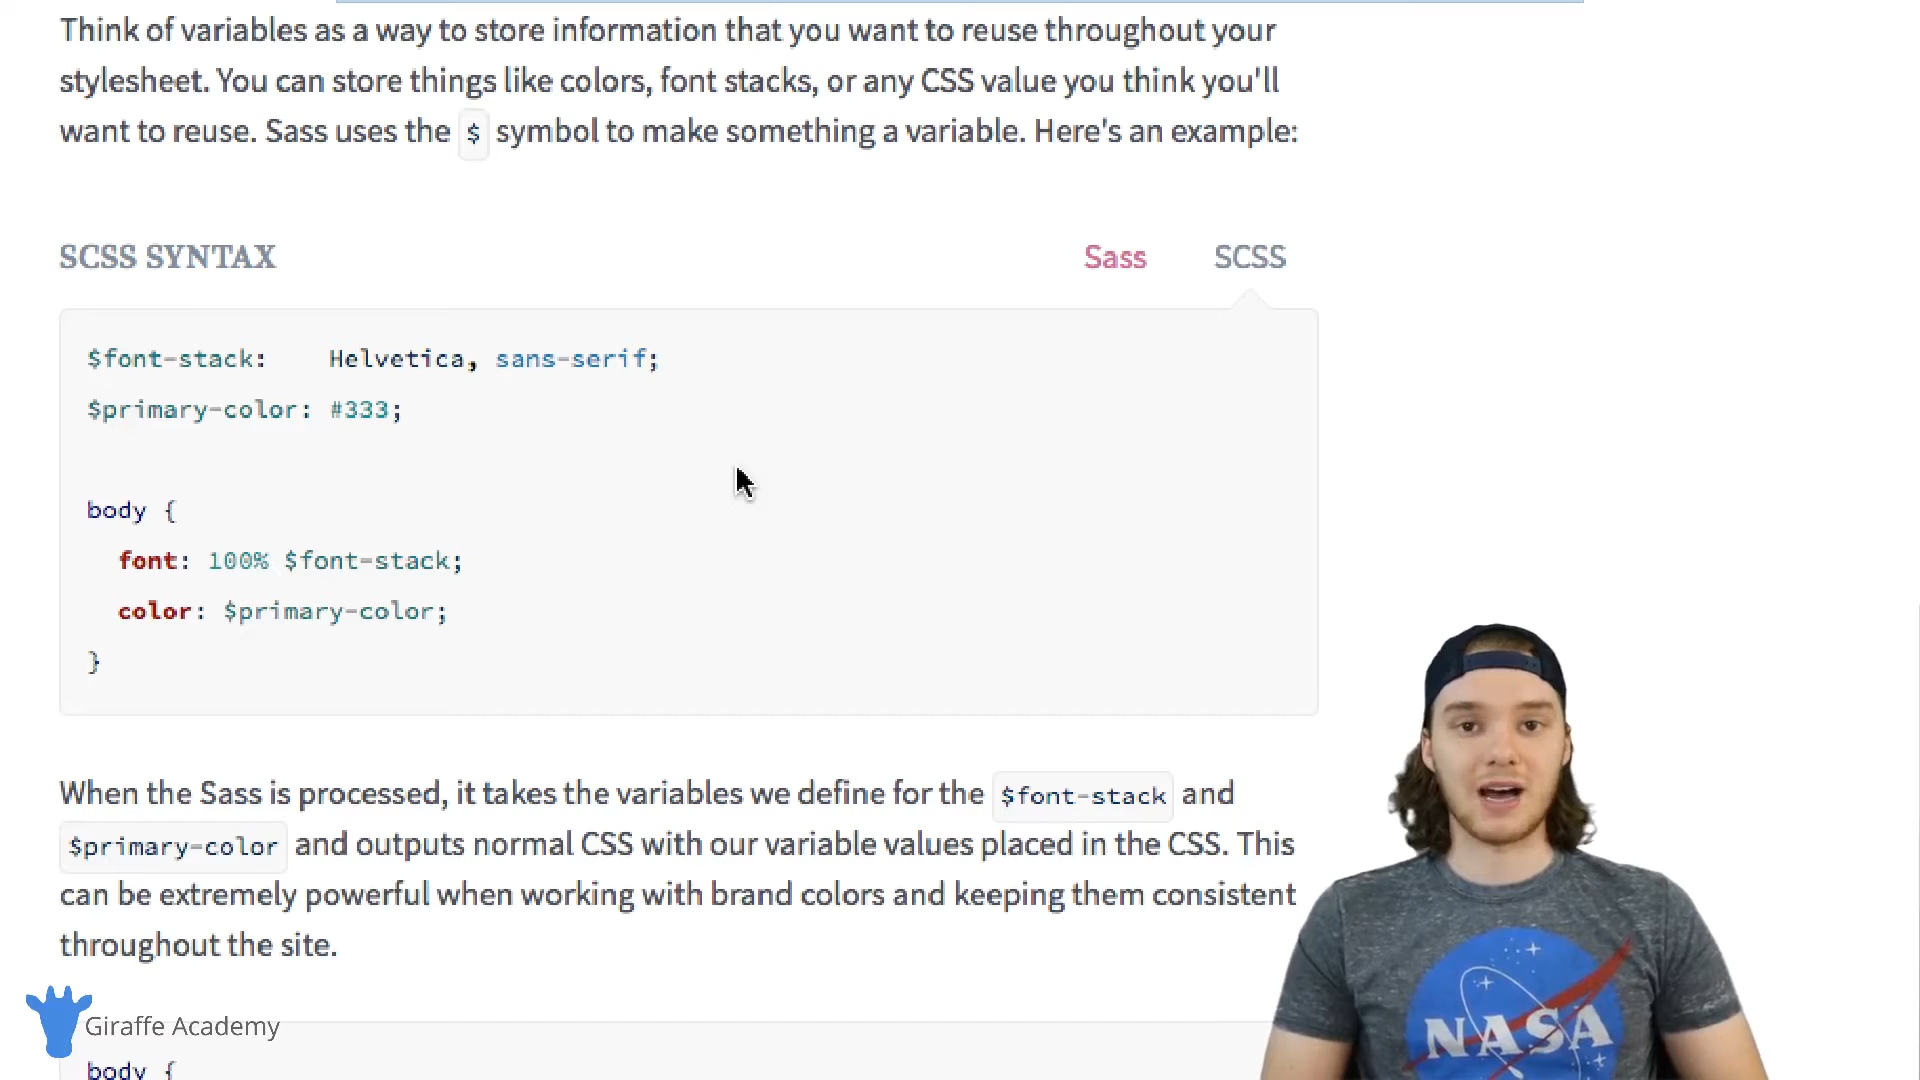 Think of variables as a way to store information that you want to reuse throughout your
stylesheet. You can store things like colors, font stacks, or any CSS value you think you'll
want to reuse. Sass uses the $ symbol to make something a variable. Here's an example:
SCSS SYNTAX Sass SCSS
$font-stack:    Helvetica, sans-serif;
$primary-color: #333;
body {
  font: 100% $font-stack;
  color: $primary-color;
}
When the Sass is processed, it takes the variables we define for the $font-stack and
$primary-color and outputs normal CSS with our variable values placed in the CSS. This
can be extremely powerful when working with brand colors and keeping them consistent
throughout the site.
Giraffe Academy
body {
NASA